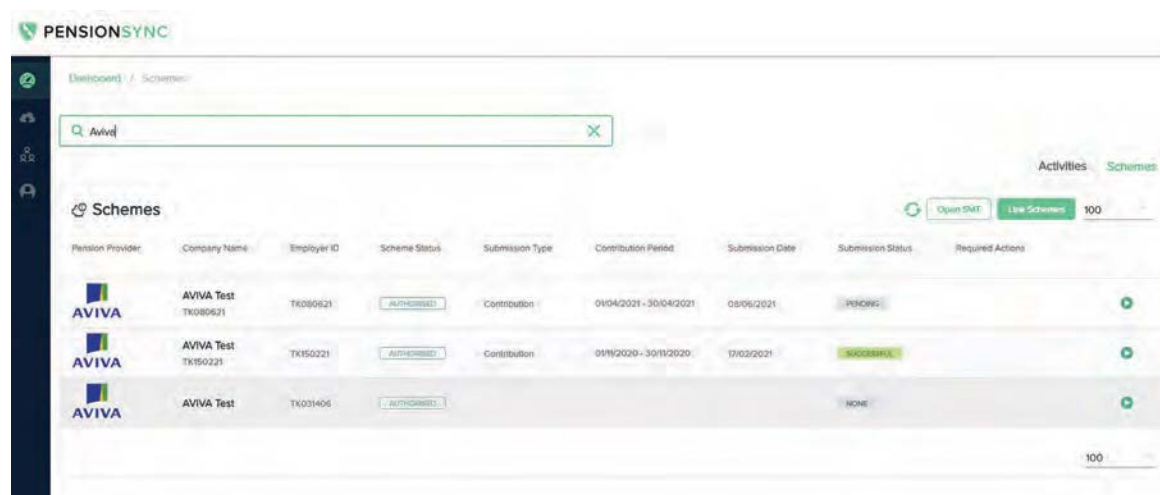 PENSIONSYNC
Dashboard / Schemes
Aviva
Activities Schemes
Schemes
Open SMT Link Schemes 100
Pension Provider Company Name Employer ID Scheme Status Submission Type Contribution Period Submission Date Submission Status Required Actions
AVIVA AVIVA Test TK080621 AUTHORISED Contribution 01/04/2021 - 30/04/2021 08/06/2021 PENDING
TK080621
AVIVA AVIVA Test TK150221 AUTHORISED Contribution 01/11/2020 - 30/11/2020 17/02/2021 SUCCESSFUL
TK150221
AVIVA AVIVA Test TK031406 AUTHORISED NONE
100